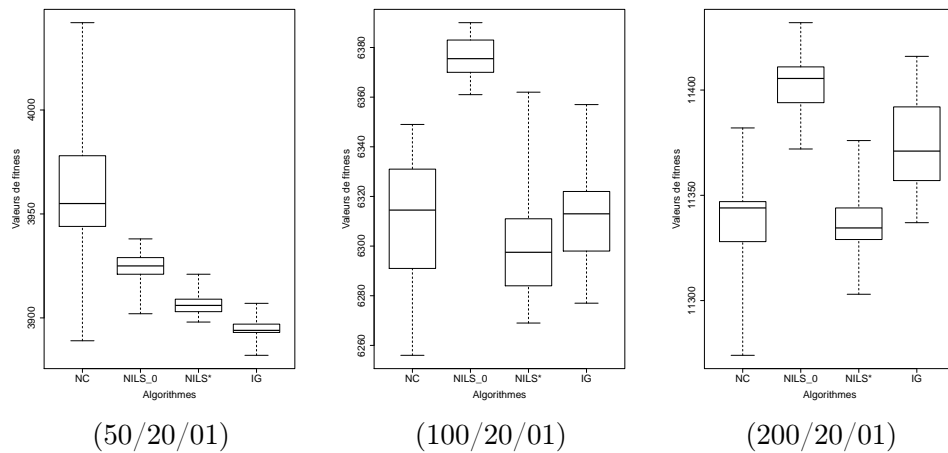 Valeurs de fitness
3900
3950
4000
NC
NILS_0
NILS*
IG
Algorithmes
(50/20/01)
Valeurs de fitness
6260
6280
6300
6320
6340
6360
6380
NC
NILS_0
NILS*
IG
Algorithmes
(100/20/01)
Valeurs de fitness
11300
11350
11400
NC
NILS_0
NILS*
IG
Algorithmes
(200/20/01)